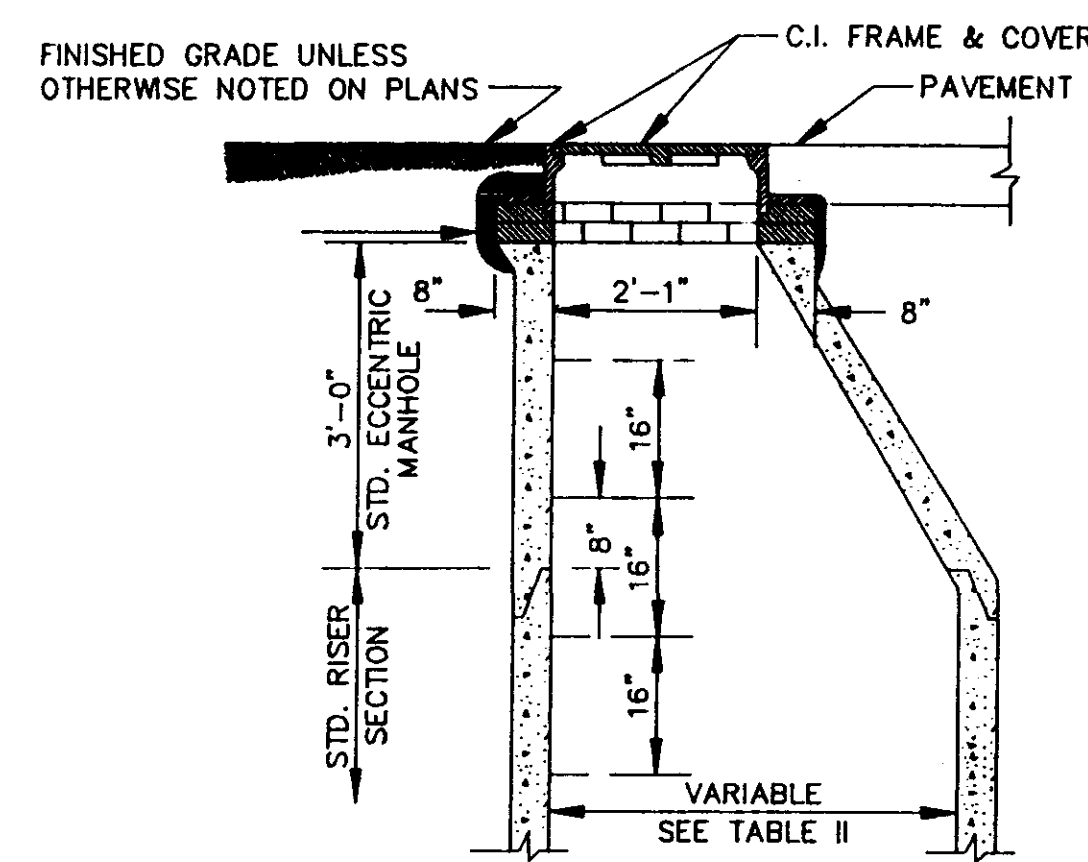 FINISHED GRADE UNLESS
OTHERWISE NOTED ON PLANS
C.I. FRAME & COVER
PAVEMENT
8"
2'-1"
8"
3'-0"
STD. ECCENTRIC
MANHOLE
16"
8"
16"
16"
STD. RISER
SECTION
VARIABLE
SEE TABLE II